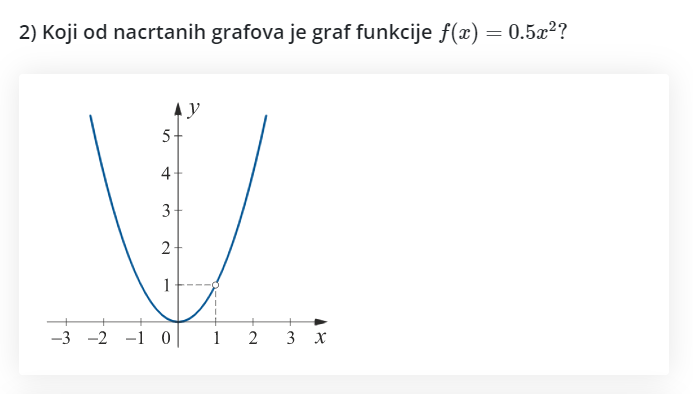 2) Koji od nacrtanih grafova je graf funkcije f(x) = 0.5x²?
y
5
4
3
2
1
−3 −2 −1 0 1 2 3 x